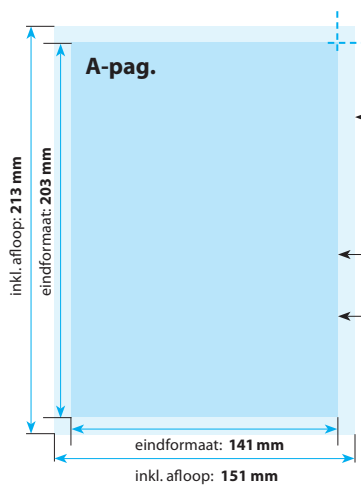 A-pag.
inkl. afloop: 213 mm
eindformaat: 203 mm
eindformaat: 141 mm
inkl. afloop: 151 mm